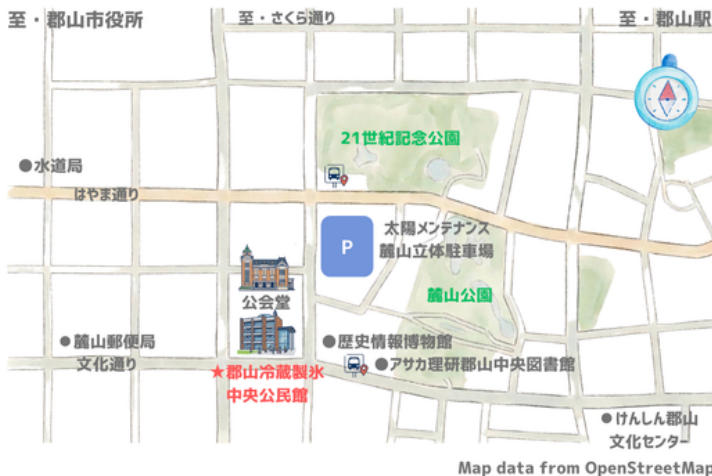 至・郡山市役所
至・さくら通り
至・郡山駅
21世紀記念公園
●水道局
はやま通り
P
太陽メンテナンス
麓山立体駐車場
公会堂
麓山公園
●麓山郵便局
文化通り
●歴史情報博物館
●アサカ理研郡山中央図書館
★郡山冷蔵製氷
中央公民館
●けんしん郡山
文化センター
Map data from OpenStreetMap